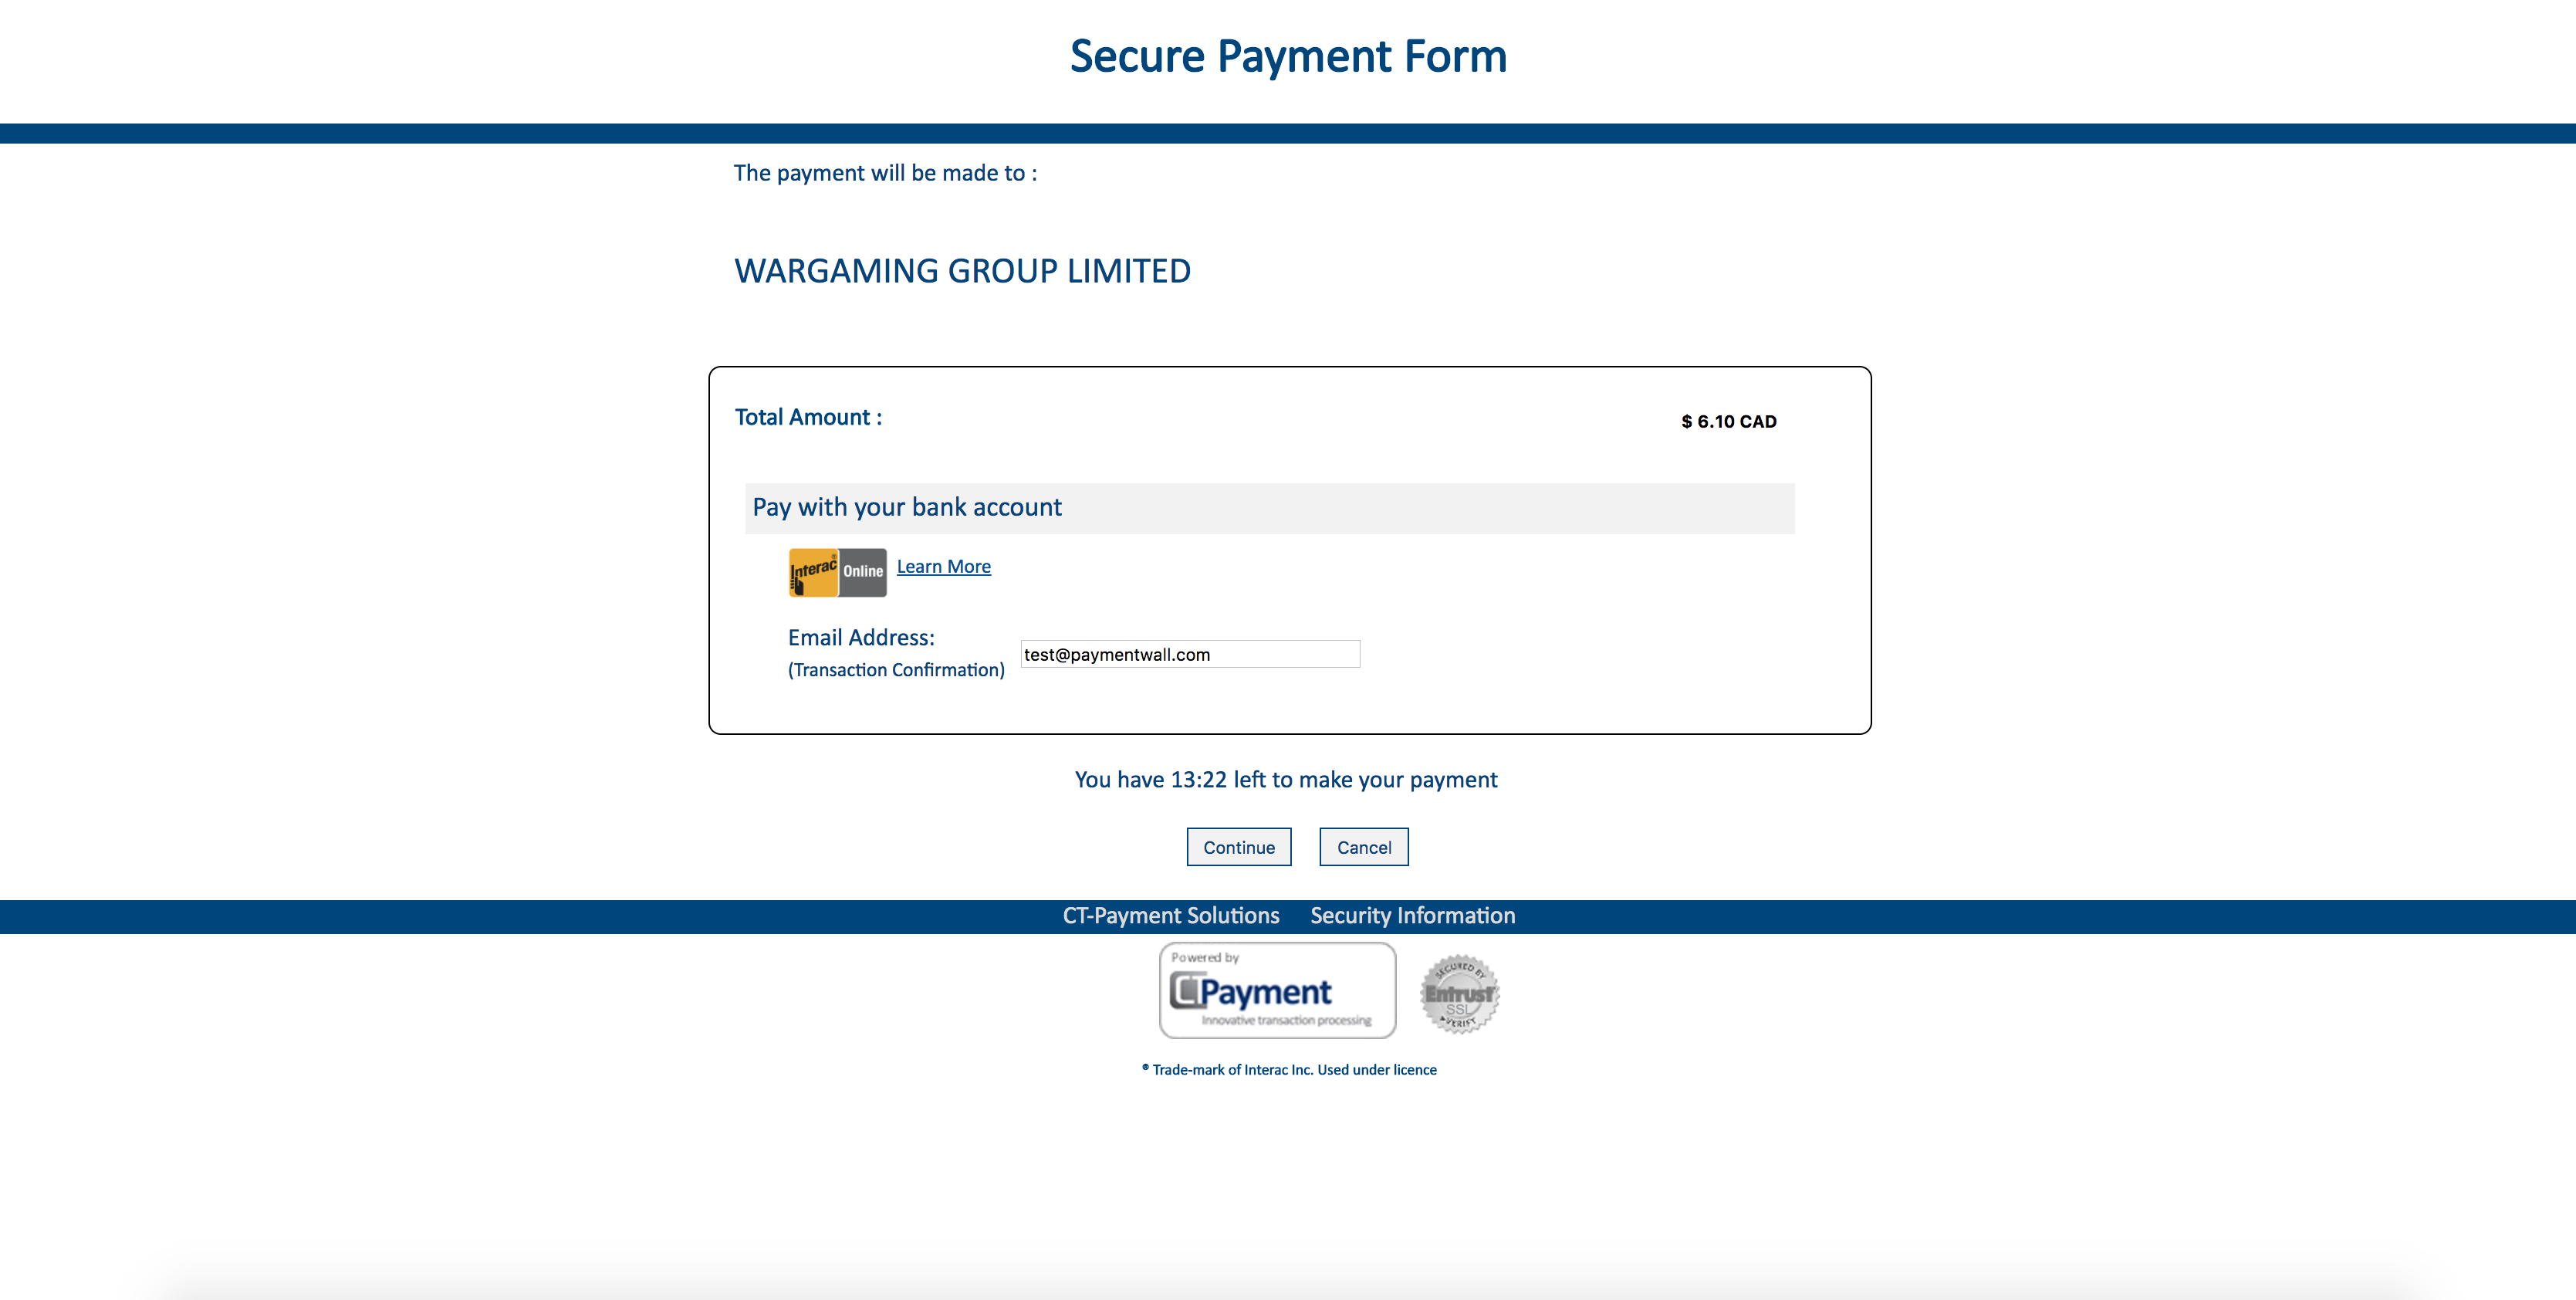 Secure Payment Form
The payment will be made to :
WARGAMING GROUP LIMITED
Total Amount :
$ 6.10 CAD
Pay with your bank account
Interac® Online
Learn More
Email Address:
(Transaction Confirmation)
test@paymentwall.com
You have 13:22 left to make your payment
Continue
Cancel
CT-Payment Solutions
Security Information
Powered by
CTPayment
Innovative transaction processing
SECURED BY
Entrust
SSL
VERIFY
® Trade-mark of Interac Inc. Used under licence